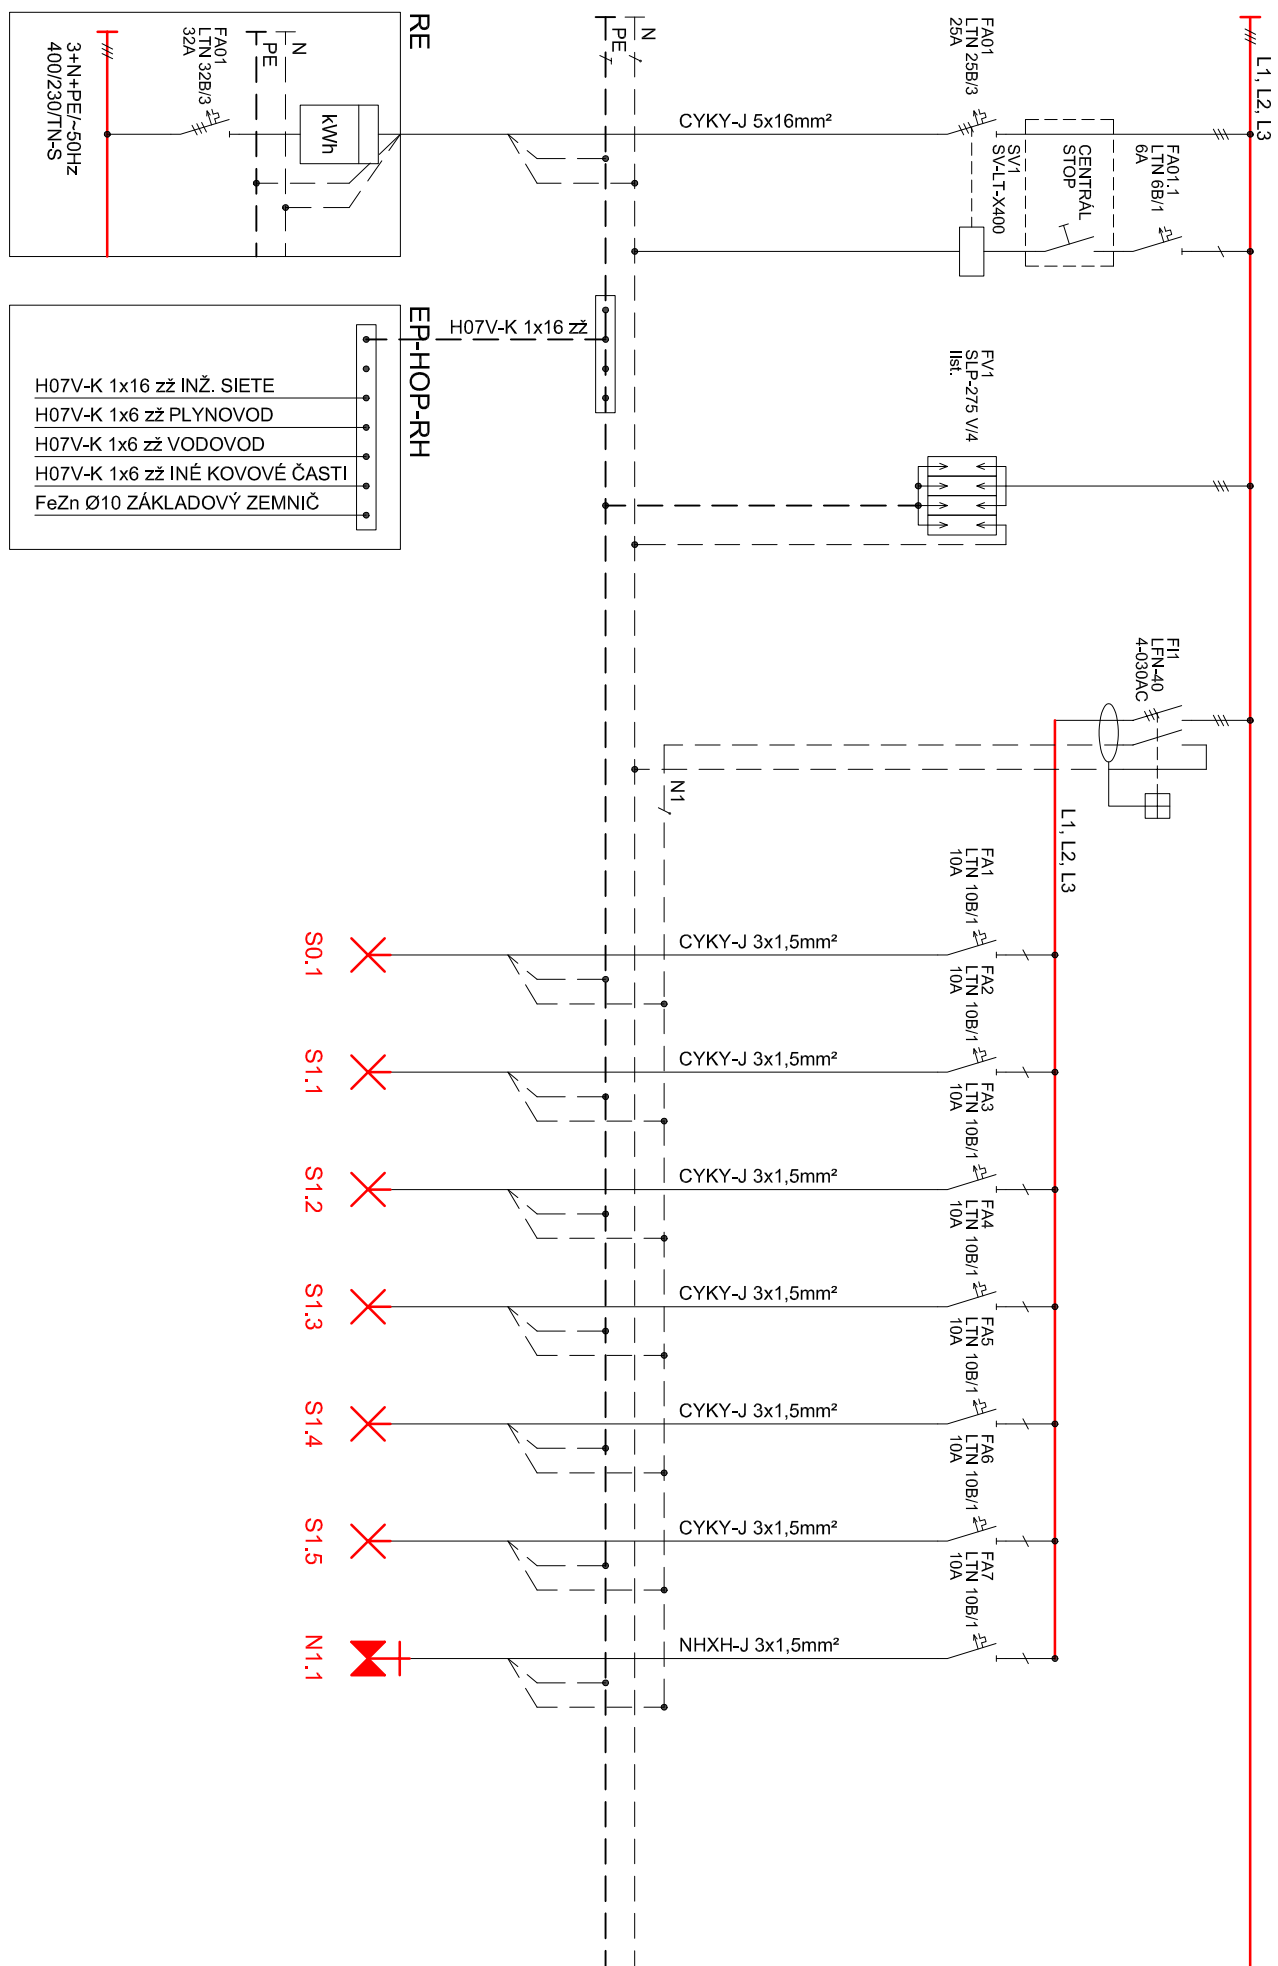 RE
3+N+PE/~50Hz
400/230/TN-S
FA01
LTN 32B/3
32A
PE
N
kWh
PE
N
CYKY-J 5x16mm²
FA01
LTN 25B/3
25A
L1, L2, L3
FA01.1
LTN 6B/1
6A
CENTRÁL
STOP
SV1
SV-LT-X400
EP-HOP-RH
H07V-K 1x16 zž
H07V-K 1x16 zž INŽ. SIETE
H07V-K 1x6 zž PLYNOVOD
H07V-K 1x6 zž VODOVOD
H07V-K 1x6 zž INÉ KOVOVÉ ČASTI
FeZn Ø10 ZÁKLADOVÝ ZEMNIČ
FV1
SLP-275 V/4
IIst.
FI1
LFN-40
4-030AC
N1
L1, L2, L3
FA1
LTN 10B/1
10A
CYKY-J 3x1,5mm²
S0.1
FA2
LTN 10B/1
10A
CYKY-J 3x1,5mm²
S1.1
FA3
LTN 10B/1
10A
CYKY-J 3x1,5mm²
S1.2
FA4
LTN 10B/1
10A
CYKY-J 3x1,5mm²
S1.3
FA5
LTN 10B/1
10A
CYKY-J 3x1,5mm²
S1.4
FA6
LTN 10B/1
10A
CYKY-J 3x1,5mm²
S1.5
FA7
LTN 10B/1
10A
NHXH-J 3x1,5mm²
N1.1